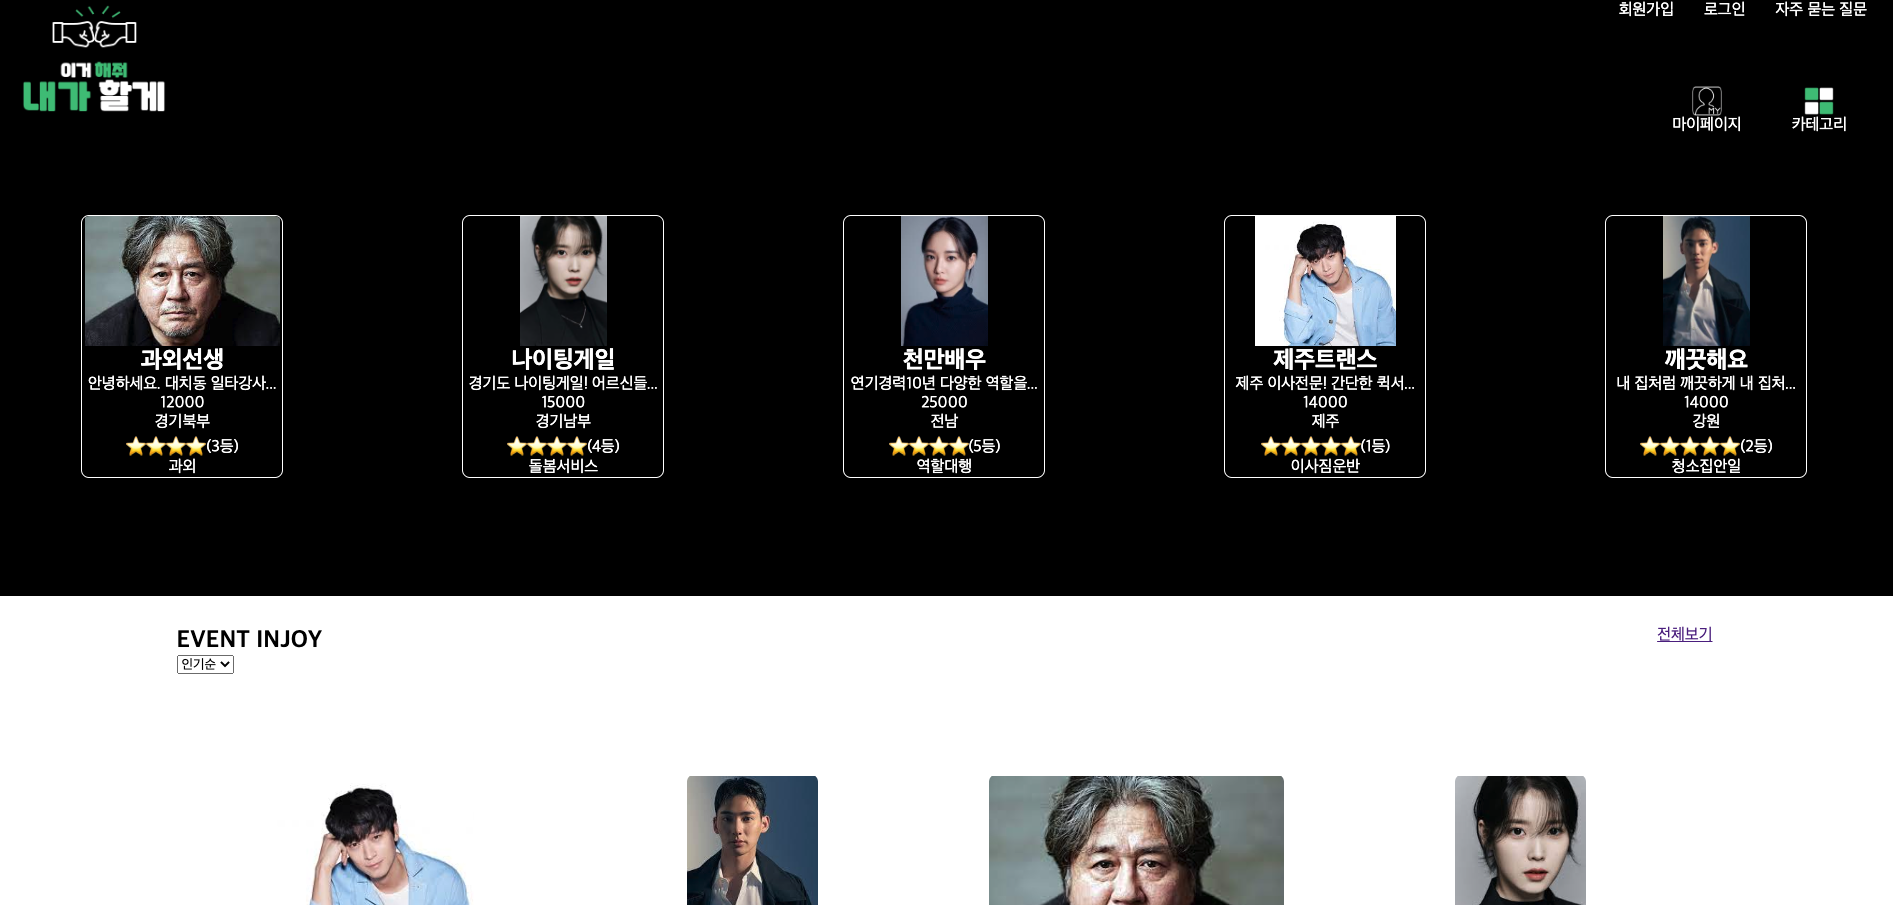 회원가입 로그인 자주 묻는 질문
이거 해줘
내가 할게
MY
마이페이지 카테고리
과외선생
안녕하세요. 대치동 일타강사...
12000
경기북부
(3등)
과외
나이팅게일
경기도 나이팅게일! 어르신들...
15000
경기남부
(4등)
돌봄서비스
천만배우
연기경력10년 다양한 역할을...
25000
전남
(5등)
역할대행
제주트랜스
제주 이사전문! 간단한 퀵서...
14000
제주
(1등)
이사짐운반
깨끗해요
내 집처럼 깨끗하게 내 집처...
14000
강원
(2등)
청소집안일
EVENT INJOY
전체보기
인기순